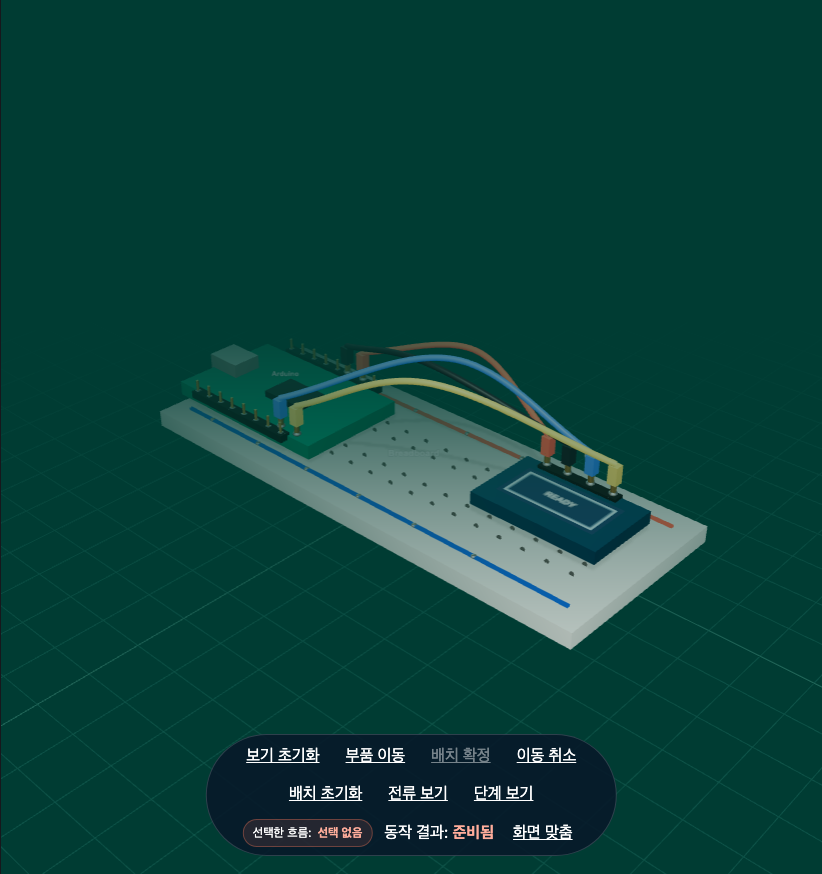 Arduino
READY
보기 초기화 부품 이동 배치 확정 이동 취소
배치 초기화 전류 보기 단계 보기
선택한 흐름: 선택 없음 동작 결과: 준비됨 화면 맞춤